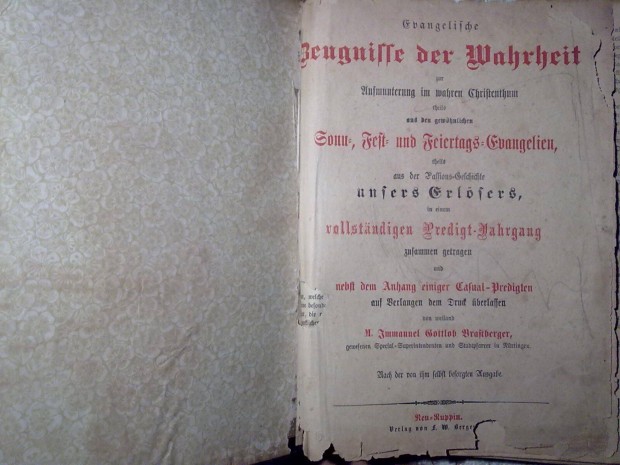 Evangelische
Zeugnisse der Wahrheit
zur
Aufmunterung im wahren Christenthum
theils
aus den gewöhnlichen
Sonn-, Fest- und Feiertags-Evangelien,
theils
aus der Passions-Geschichte
unsers Erlösers,
in einem
vollständigen Predigt-Jahrgang
zusammen getragen
und
nebst dem Anhang einiger Casual-Predigten
auf Verlangen dem Druck überlassen
von weiland
M. Immanuel Gottlob Brastberger,
gewesenen Special-Superintendenten und Stadtpfarrer in Nürtingen.
Nach der von ihm selbst besorgten Ausgabe.
Neu-Ruppin.
Verlag von F. W. Berge
welche